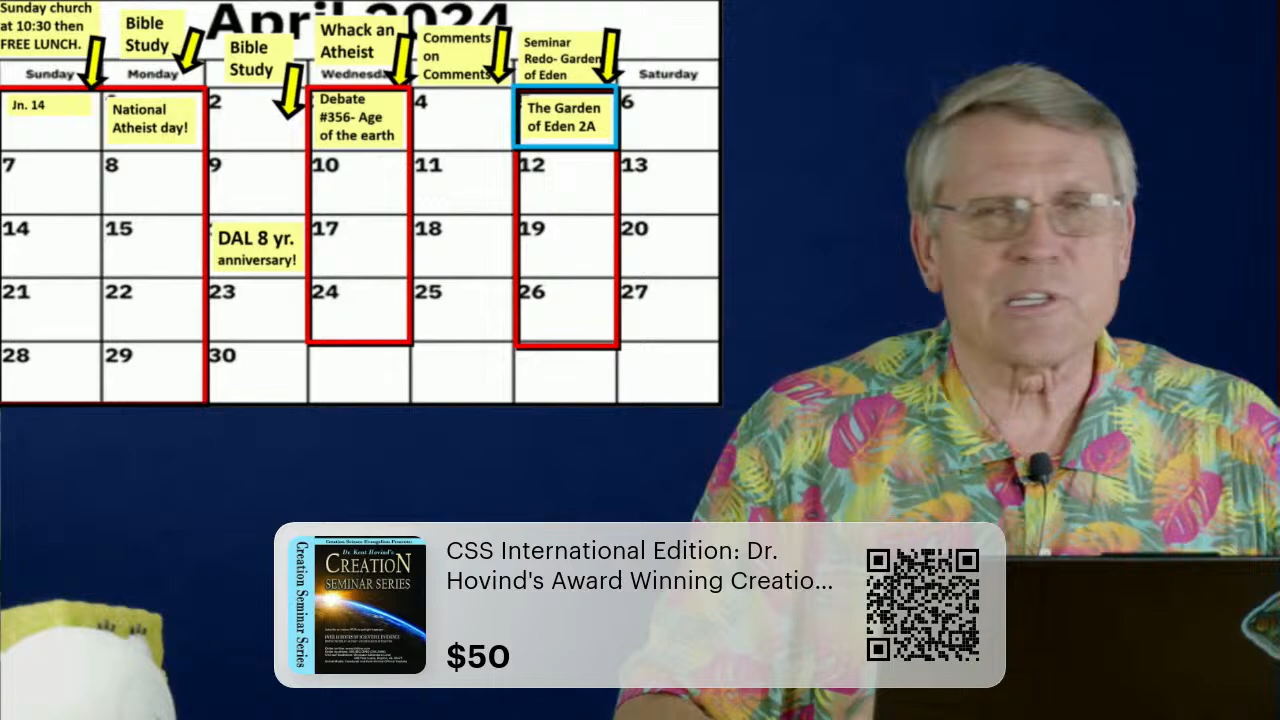 Sunday church
at 10:30 then
FREE LUNCH.
Bible
Study
Bible
Study
April 2024
Whack an
Atheist
Comments
on
Comments
Seminar
Redo- Garden
of Eden
Sunday
Monday
Wednesday
Saturday
Jn. 14
National
Atheist day!
2
Debate
#356- Age
of the earth
4
The Garden
of Eden 2A
6
7
8
9
10
11
12
13
14
15
DAL 8 yr.
anniversary!
17
18
19
20
21
22
23
24
25
26
27
28
29
30
Creation Seminar Series
Creation Science Evangelism Presents:
Dr. Kent Hovind's
CREATION
SEMINAR SERIES
CSS International Edition: Dr.
Hovind's Award Winning Creatio...
$50